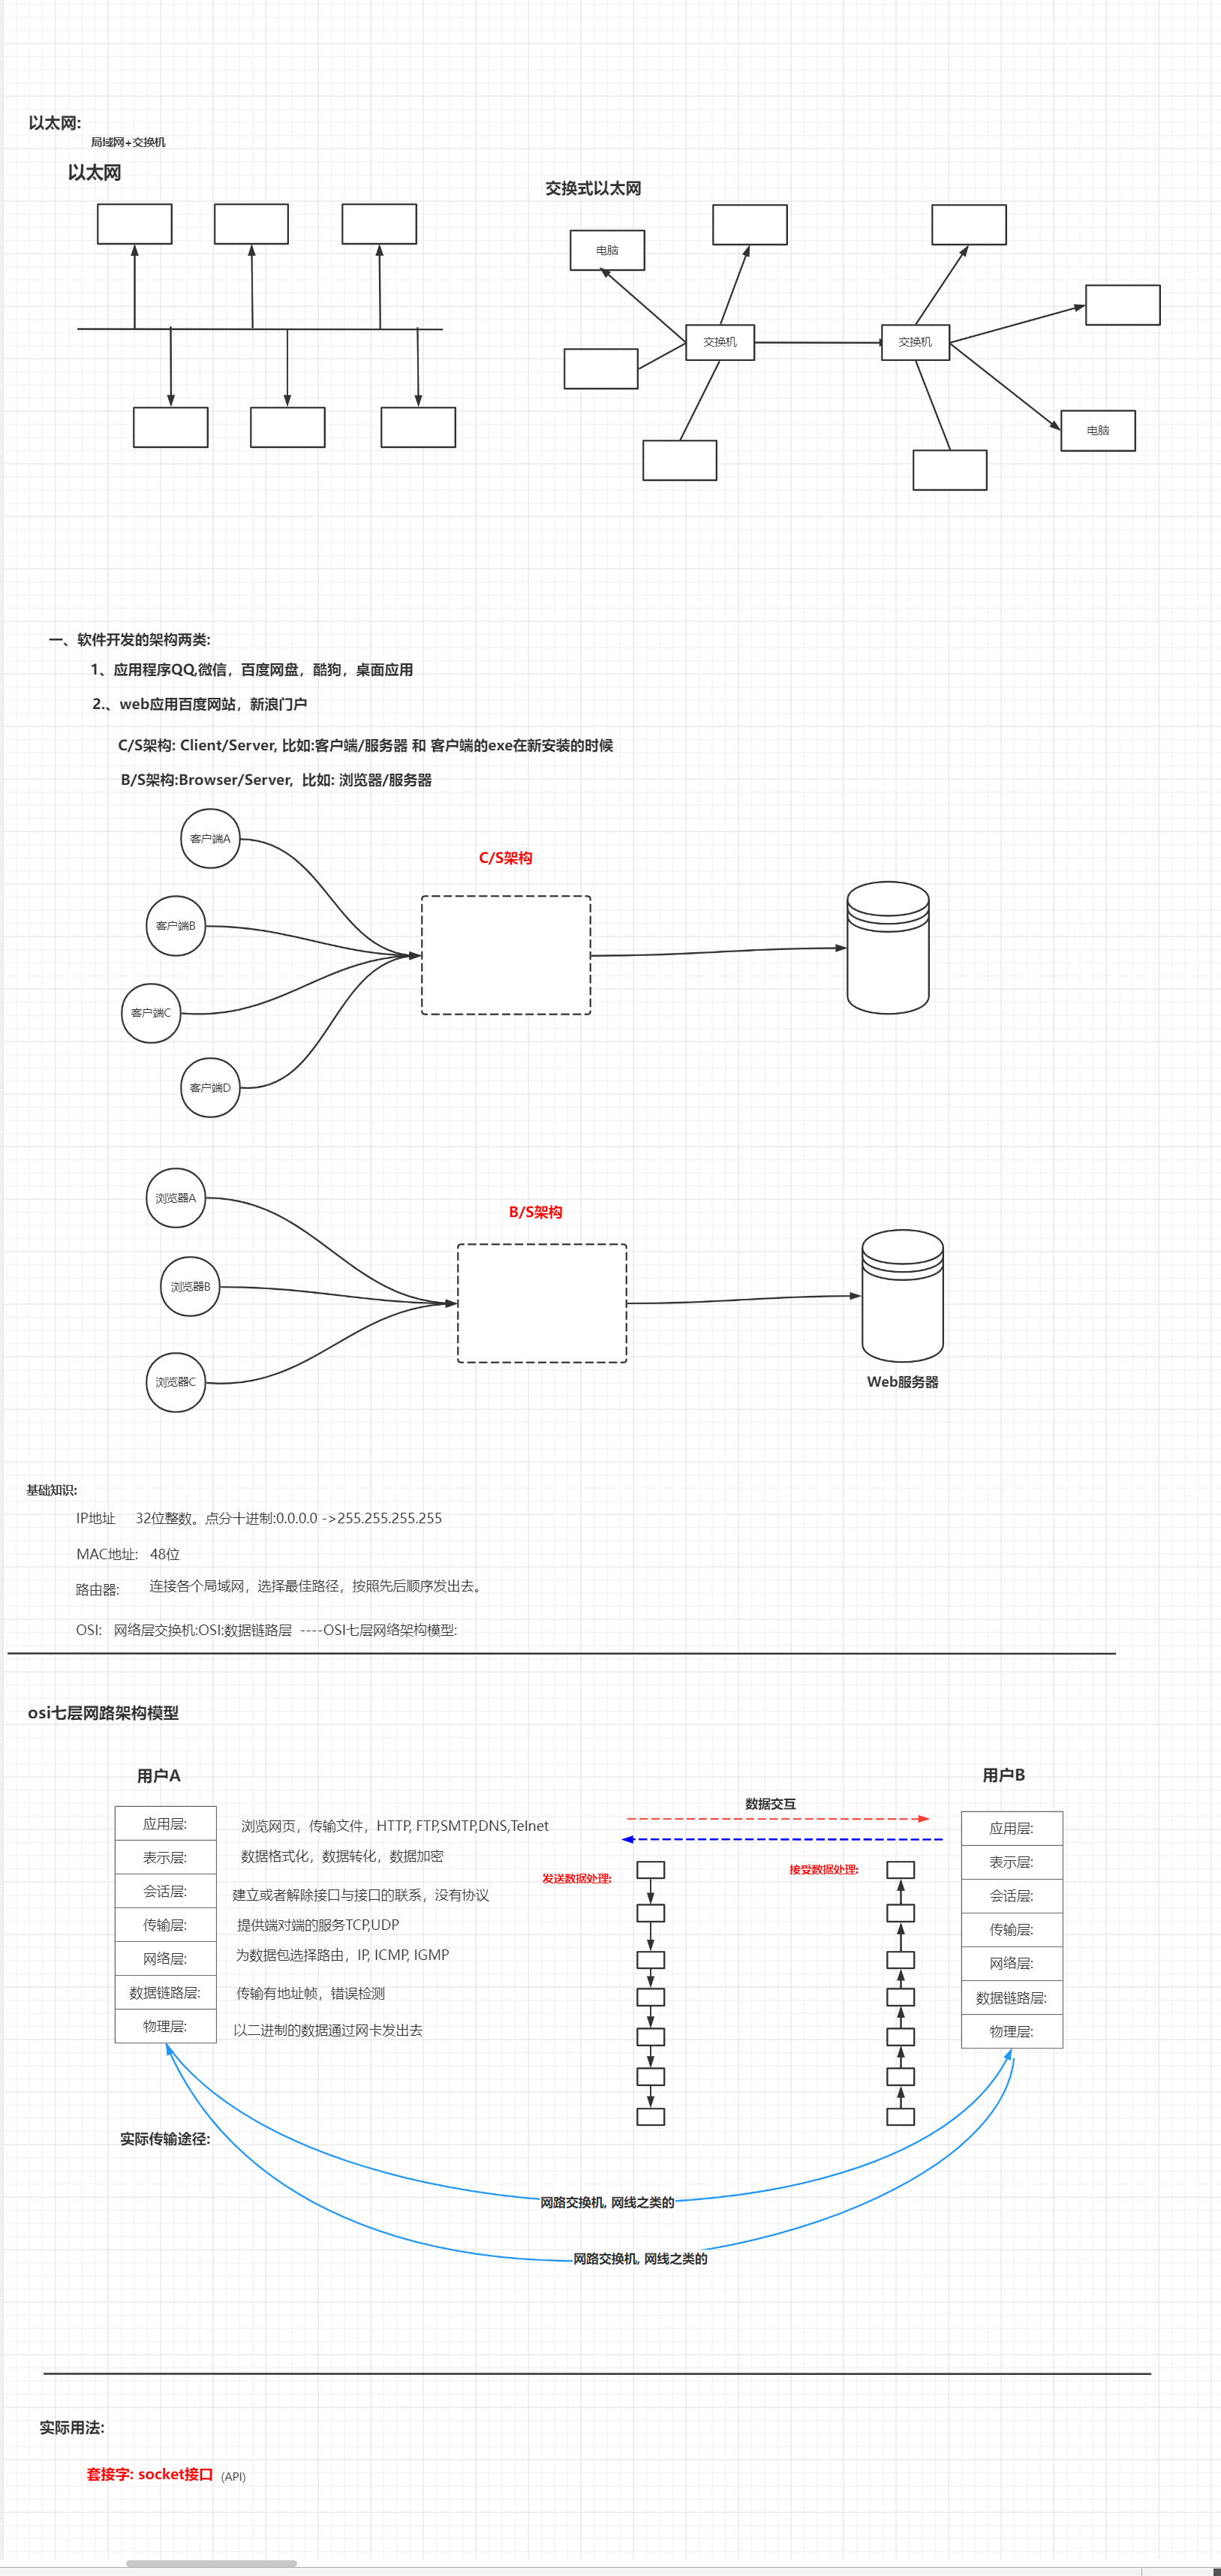 以太网:
局域网+交换机
以太网
交换式以太网
电脑
交换机
交换机
电脑
一、软件开发的架构两类:
1、应用程序QQ,微信，百度网盘，酷狗，桌面应用
2.、web应用百度网站，新浪门户
C/S架构: Client/Server, 比如:客户端/服务器 和 客户端的exe在新安装的时候
B/S架构:Browser/Server, 比如: 浏览器/服务器
客户端A
C/S架构
客户端B
客户端C
客户端D
浏览器A
B/S架构
浏览器B
浏览器C
Web服务器
基础知识:
IP地址 32位整数。点分十进制:0.0.0.0 ->255.255.255.255
MAC地址: 48位
路由器: 连接各个局域网，选择最佳路径，按照先后顺序发出去。
OSI: 网络层交换机:OSI:数据链路层 ----OSI七层网络架构模型:
osi七层网路架构模型
用户A
用户B
数据交互
应用层: 浏览网页，传输文件，HTTP, FTP,SMTP,DNS,Telnet
表示层: 数据格式化，数据转化，数据加密
会话层: 建立或者解除接口与接口的联系，没有协议
传输层: 提供端对端的服务TCP,UDP
网络层: 为数据包选择路由，IP, ICMP, IGMP
数据链路层: 传输有地址帧，错误检测
物理层: 以二进制的数据通过网卡发出去
发送数据处理:
接受数据处理:
应用层:
表示层:
会话层:
传输层:
网络层:
数据链路层:
物理层:
实际传输途径:
网路交换机, 网线之类的
网路交换机, 网线之类的
实际用法:
套接字: socket接口 (API)